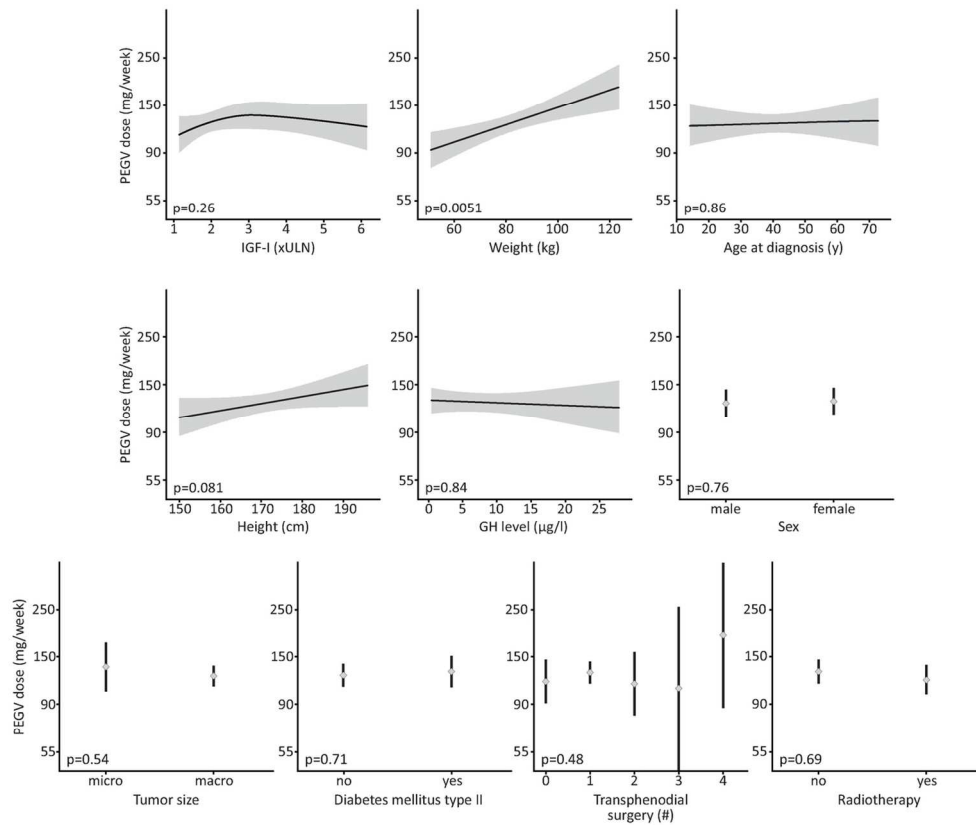 PEGV dose (mg/week)
250
150
90
55
p=0.26
1 2 3 4 5 6
IGF-I (xULN)
p=0.0051
60 80 100 120
Weight (kg)
p=0.86
10 20 30 40 50 60 70
Age at diagnosis (y)
PEGV dose (mg/week)
250
150
90
55
p=0.081
150 160 170 180 190
Height (cm)
250
150
90
55
p=0.84
0 5 10 15 20 25
GH level (µg/l)
250
150
90
55
p=0.76
male female
Sex
PEGV dose (mg/week)
250
150
90
55
p=0.54
micro macro
Tumor size
250
150
90
55
p=0.71
no yes
Diabetes mellitus type II
250
150
90
55
p=0.48
0 1 2 3 4
Transphenodial
surgery (#)
250
150
90
55
p=0.69
no yes
Radiotherapy
250
150
90
55
250
150
90
55